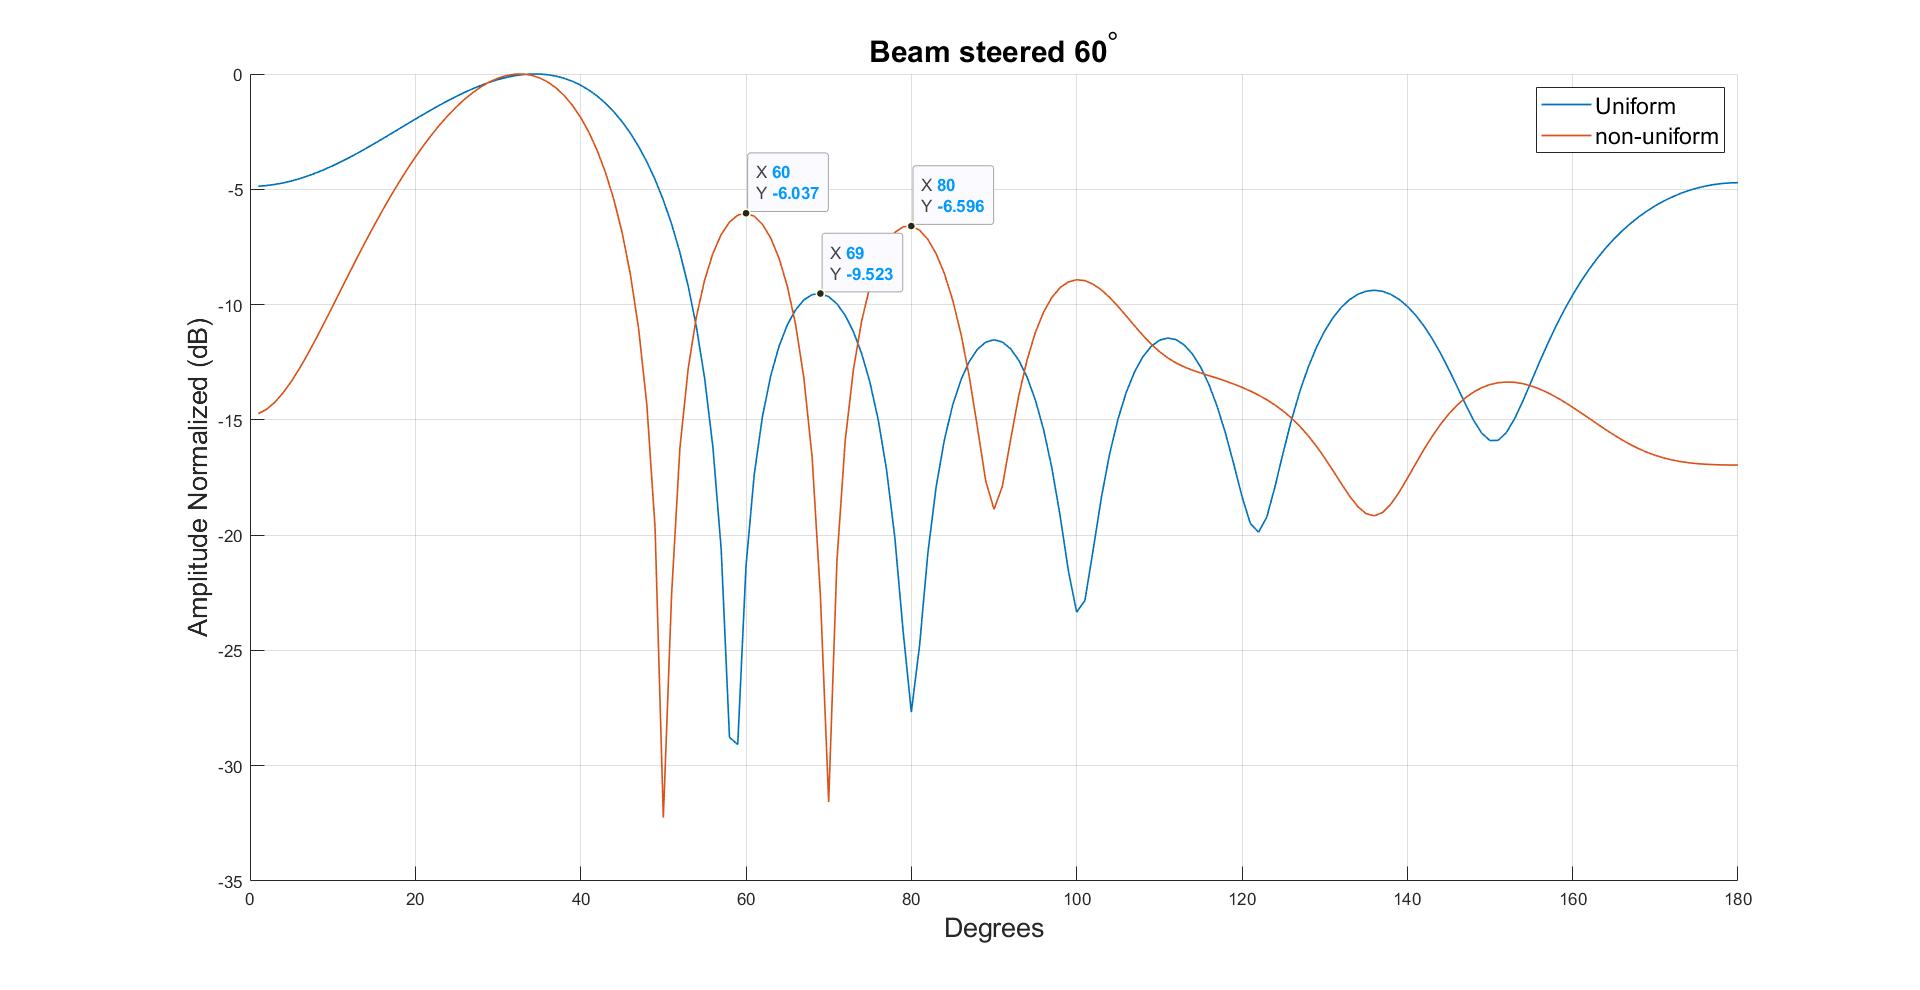 Beam steered 60°
Uniform
non-uniform
X 60
Y -6.037
X 80
Y -6.596
X 69
Y -9.523
Amplitude Normalized (dB)
0
-5
-10
-15
-20
-25
-30
-35
0 20 40 60 80 100 120 140 160 180
Degrees